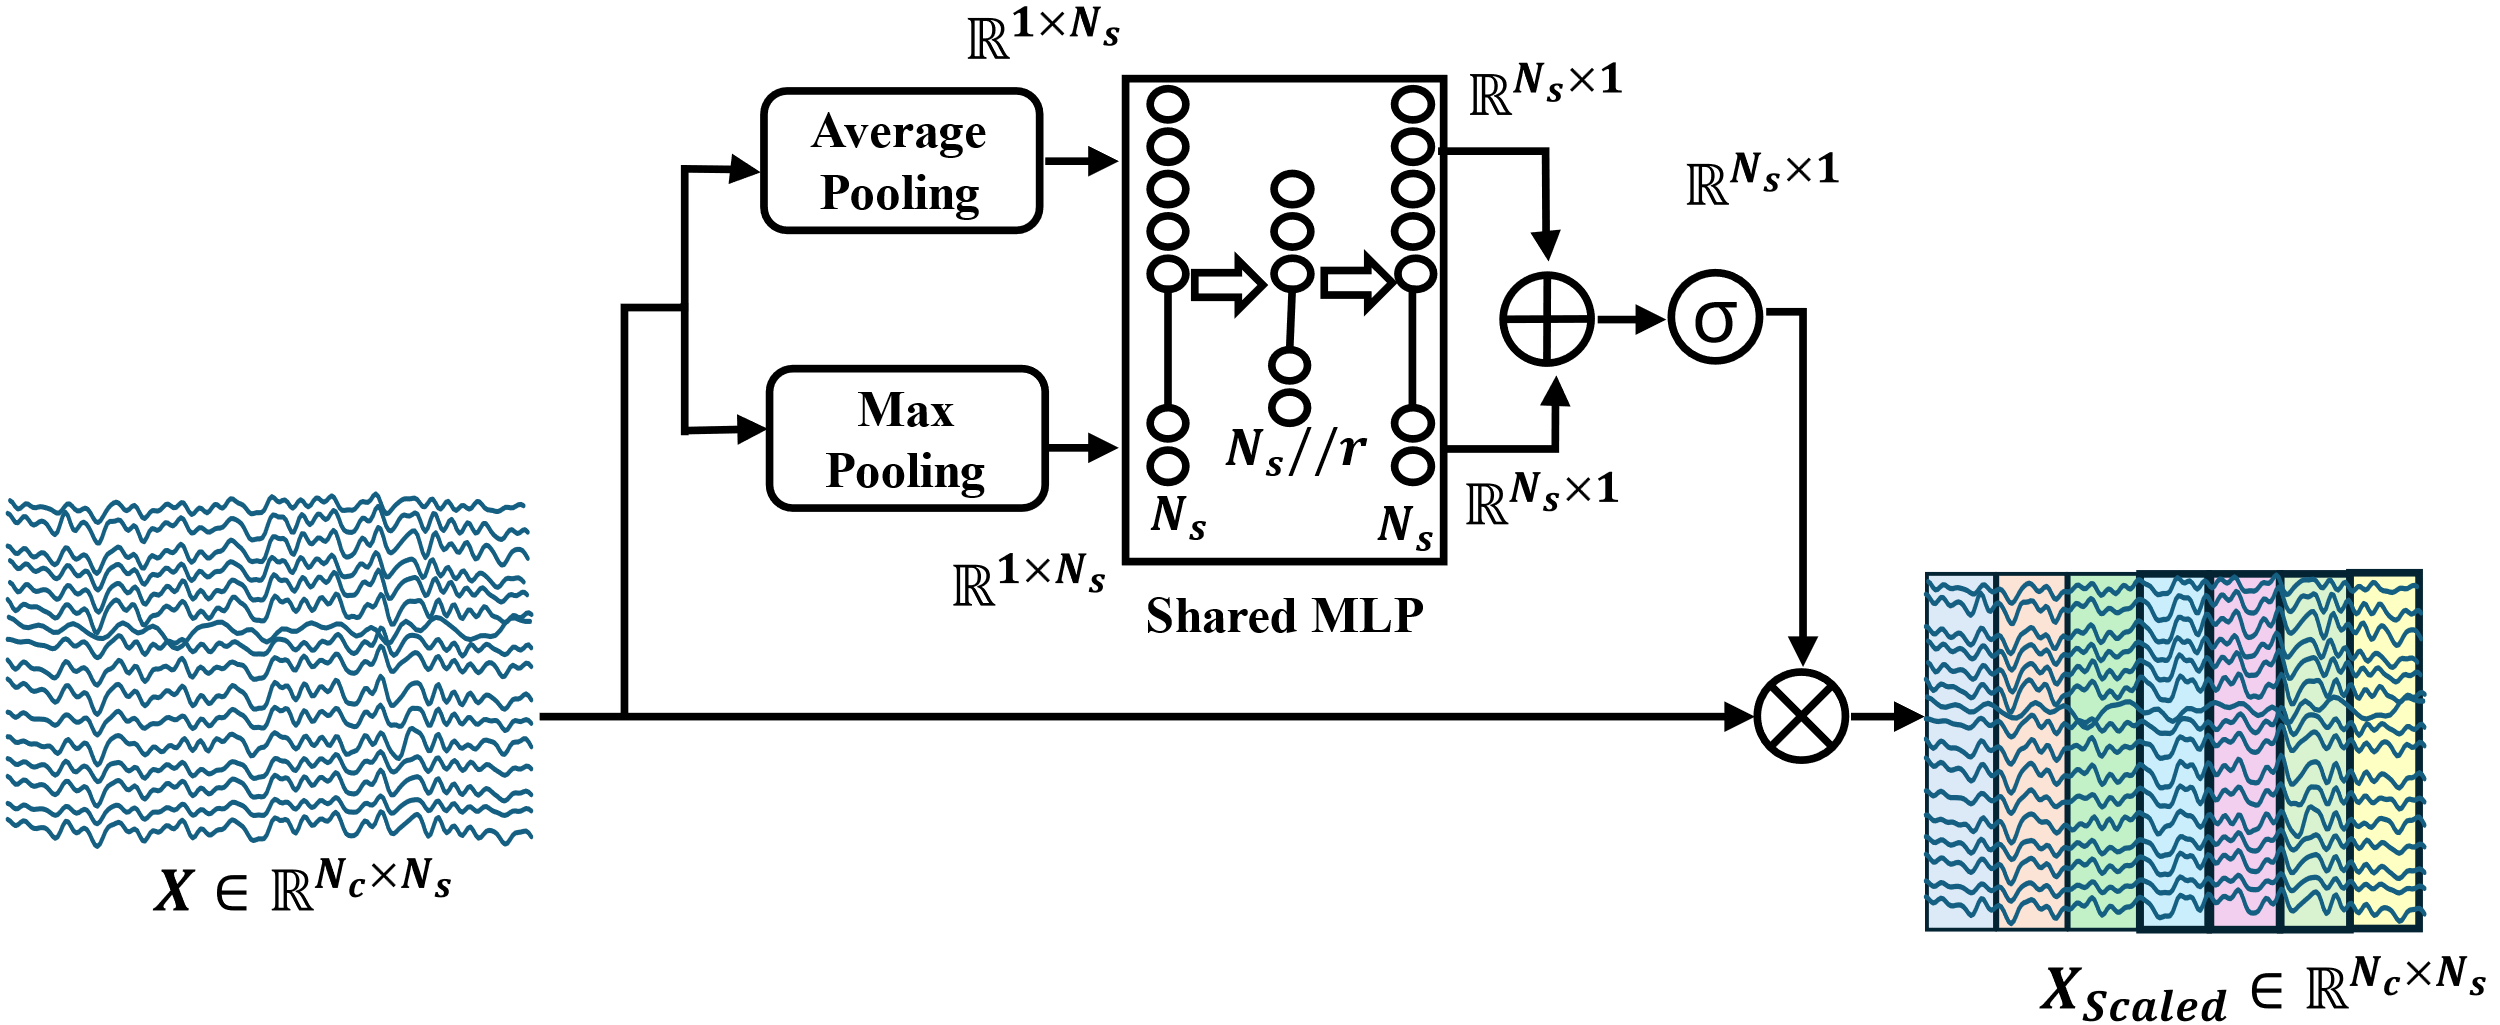 ℝ^{1×N_s}
Average
Pooling
ℝ^{N_s×1}
ℝ^{N_s×1}
σ
Max
Pooling
N_s//r
N_s
N_s
ℝ^{N_s×1}
ℝ^{1×N_s}
Shared MLP
X ∈ ℝ^{N_c×N_s}
X_{Scaled} ∈ ℝ^{N_c×N_s}